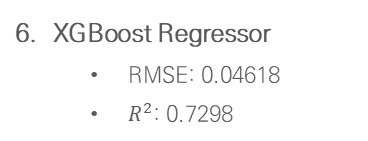 6. XGBoost Regressor
• RMSE: 0.04618
• R²: 0.7298